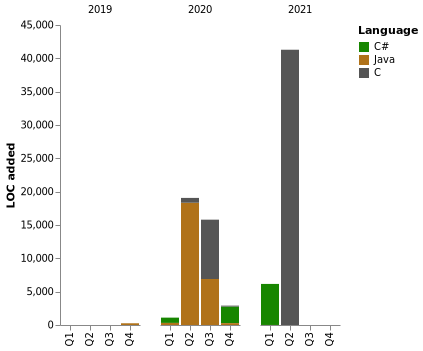 2019 2020 2021
Language
C#
Java
C
LOC added
45,000
40,000
35,000
30,000
25,000
20,000
15,000
10,000
5,000
0
Q1 Q2 Q3 Q4 Q1 Q2 Q3 Q4 Q1 Q2 Q3 Q4